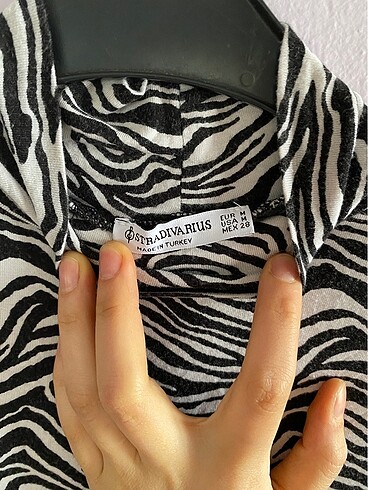 STRADIVARIUS
MADE IN TURKEY
EUR M
USA M
MEX 28